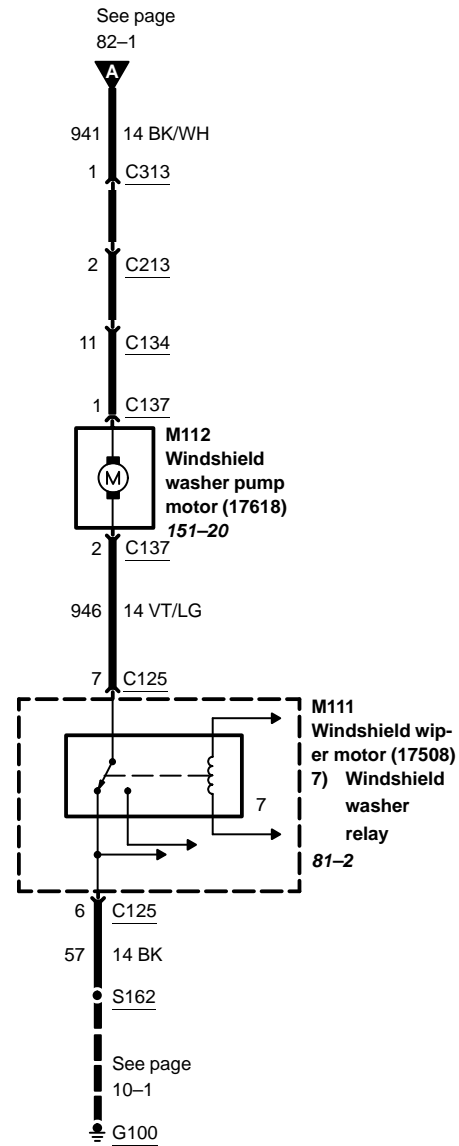 See page
82–1
A
941 14 BK/WH
1 C313
2 C213
11 C134
1 C137
M112
Windshield
washer pump
motor (17618)
151–20
M
2 C137
946 14 VT/LG
7 C125
M111
Windshield wip-
er motor (17508)
7) Windshield
washer
relay
81–2
7
6 C125
57 14 BK
S162
See page
10–1
G100